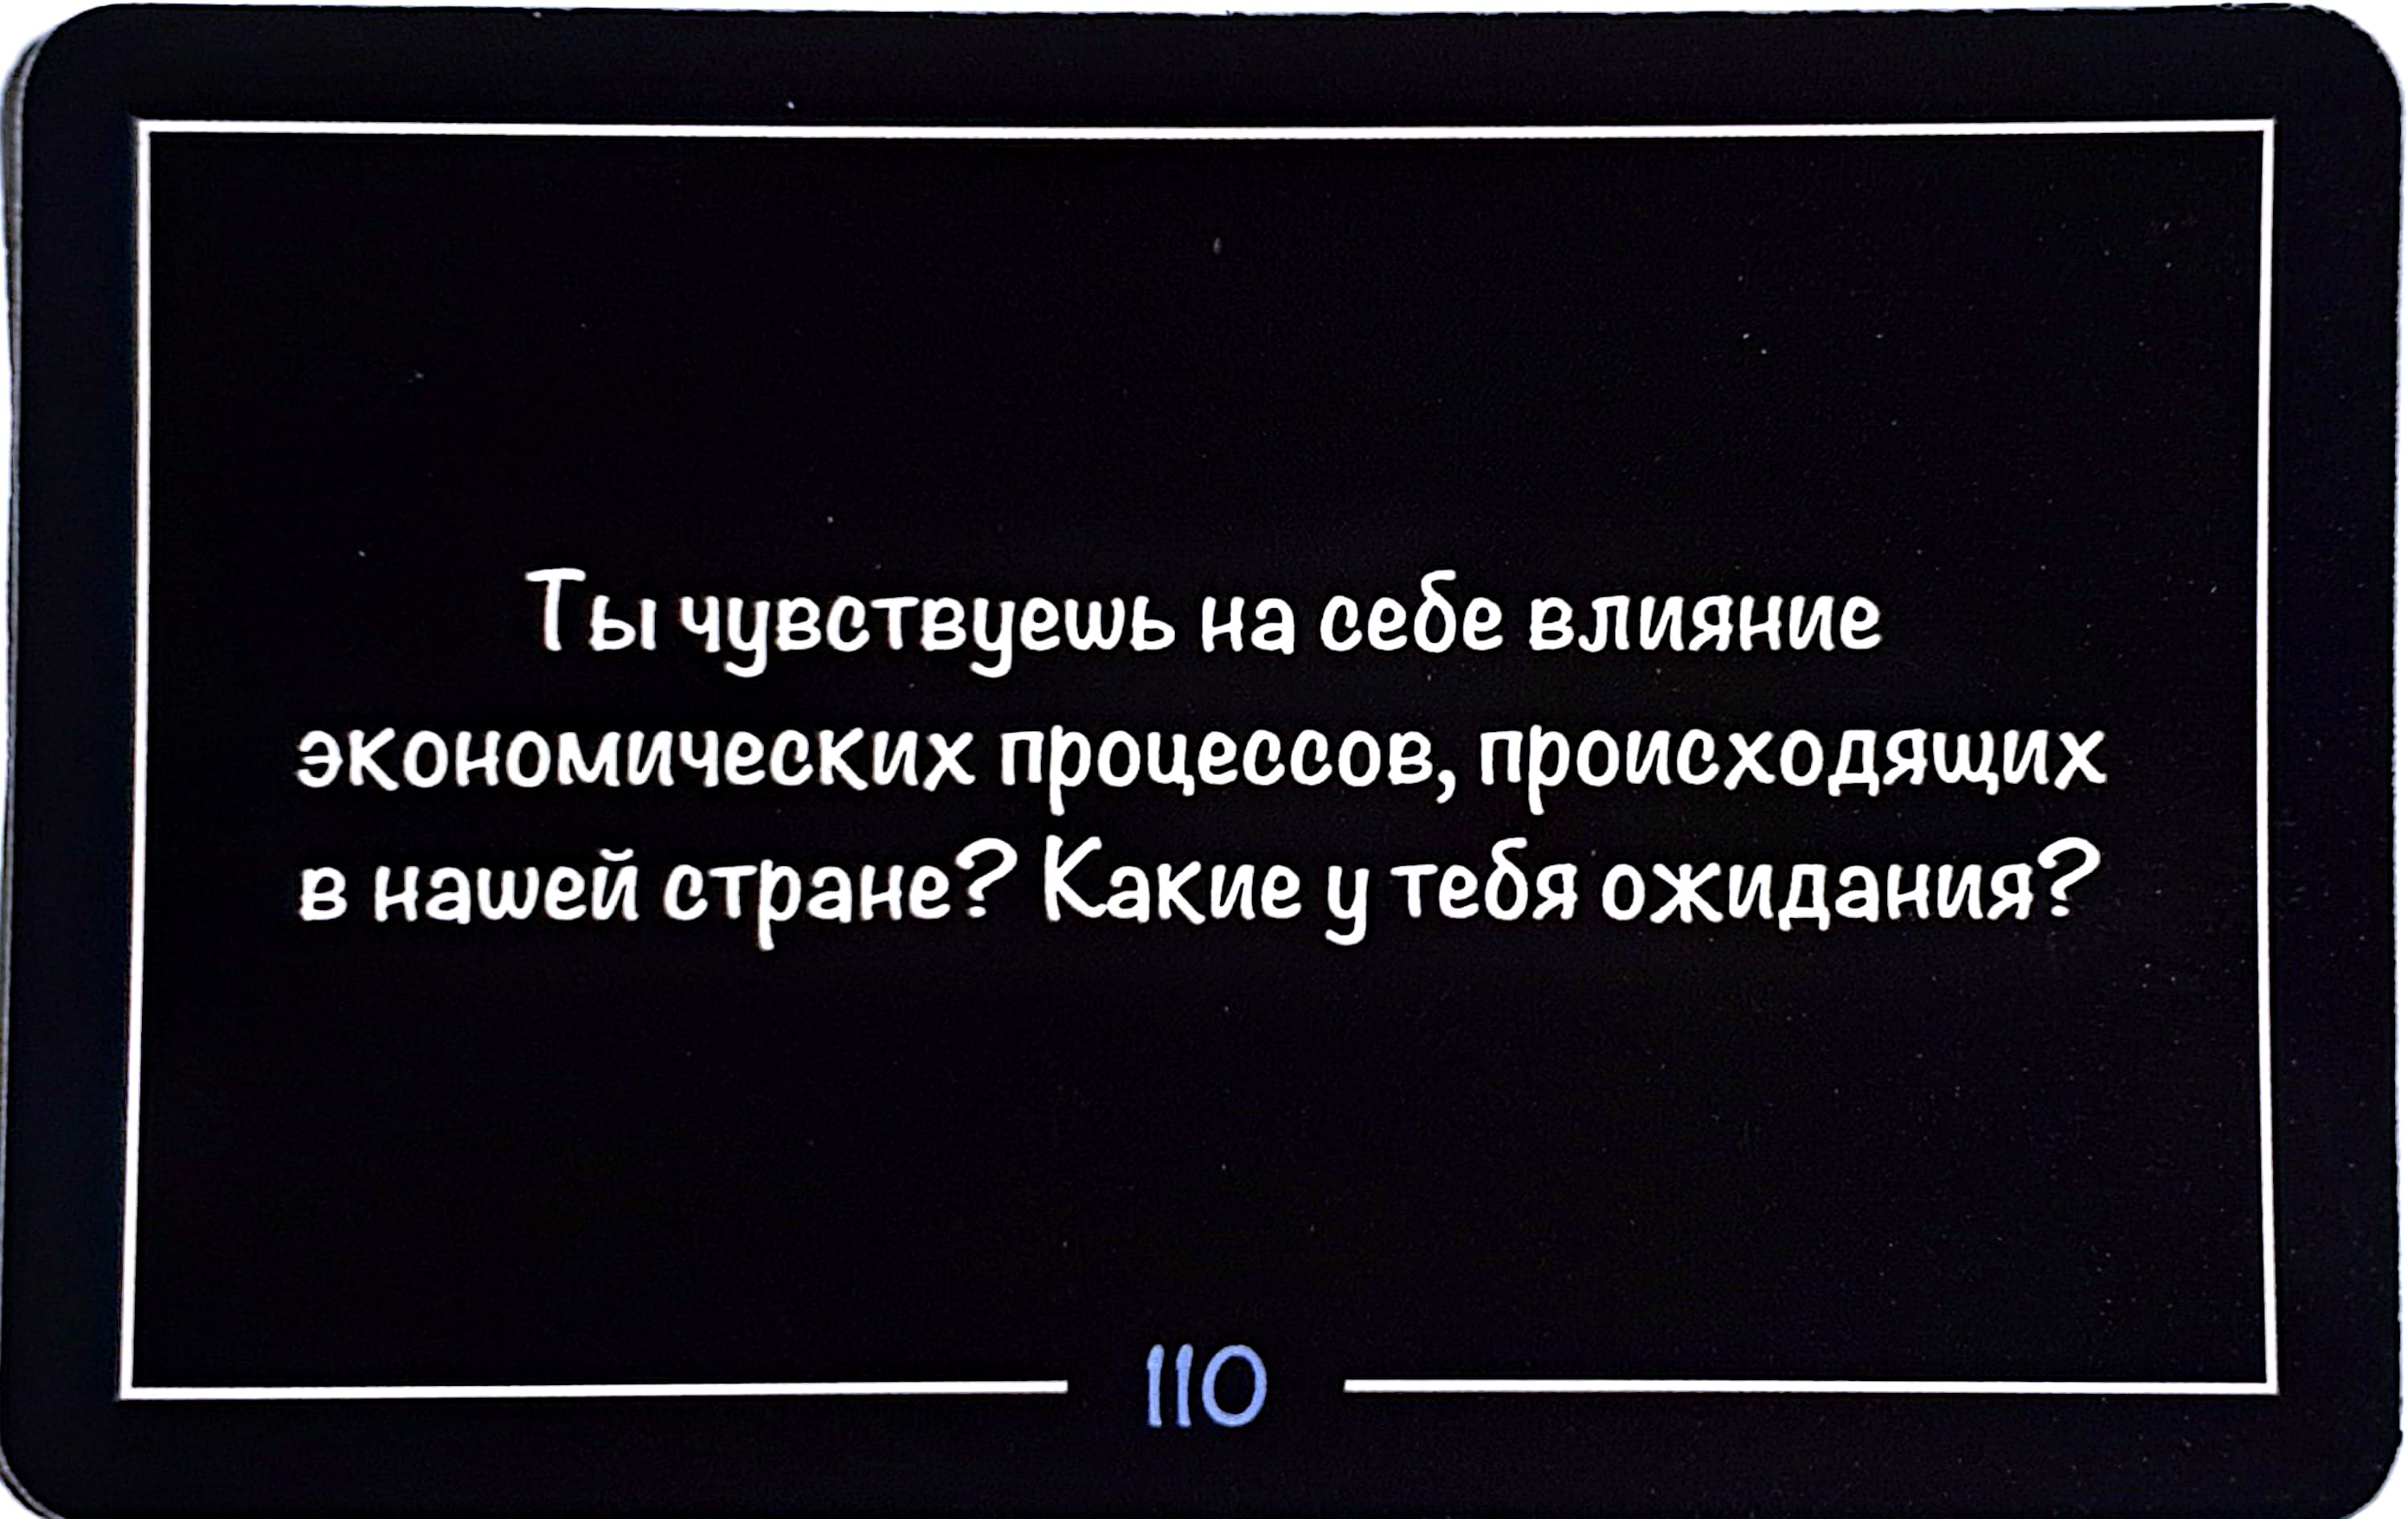 Ты чувствуешь на себе влияние
экономических процессов, происходящих
в нашей стране? Какие у тебя ожидания?
110